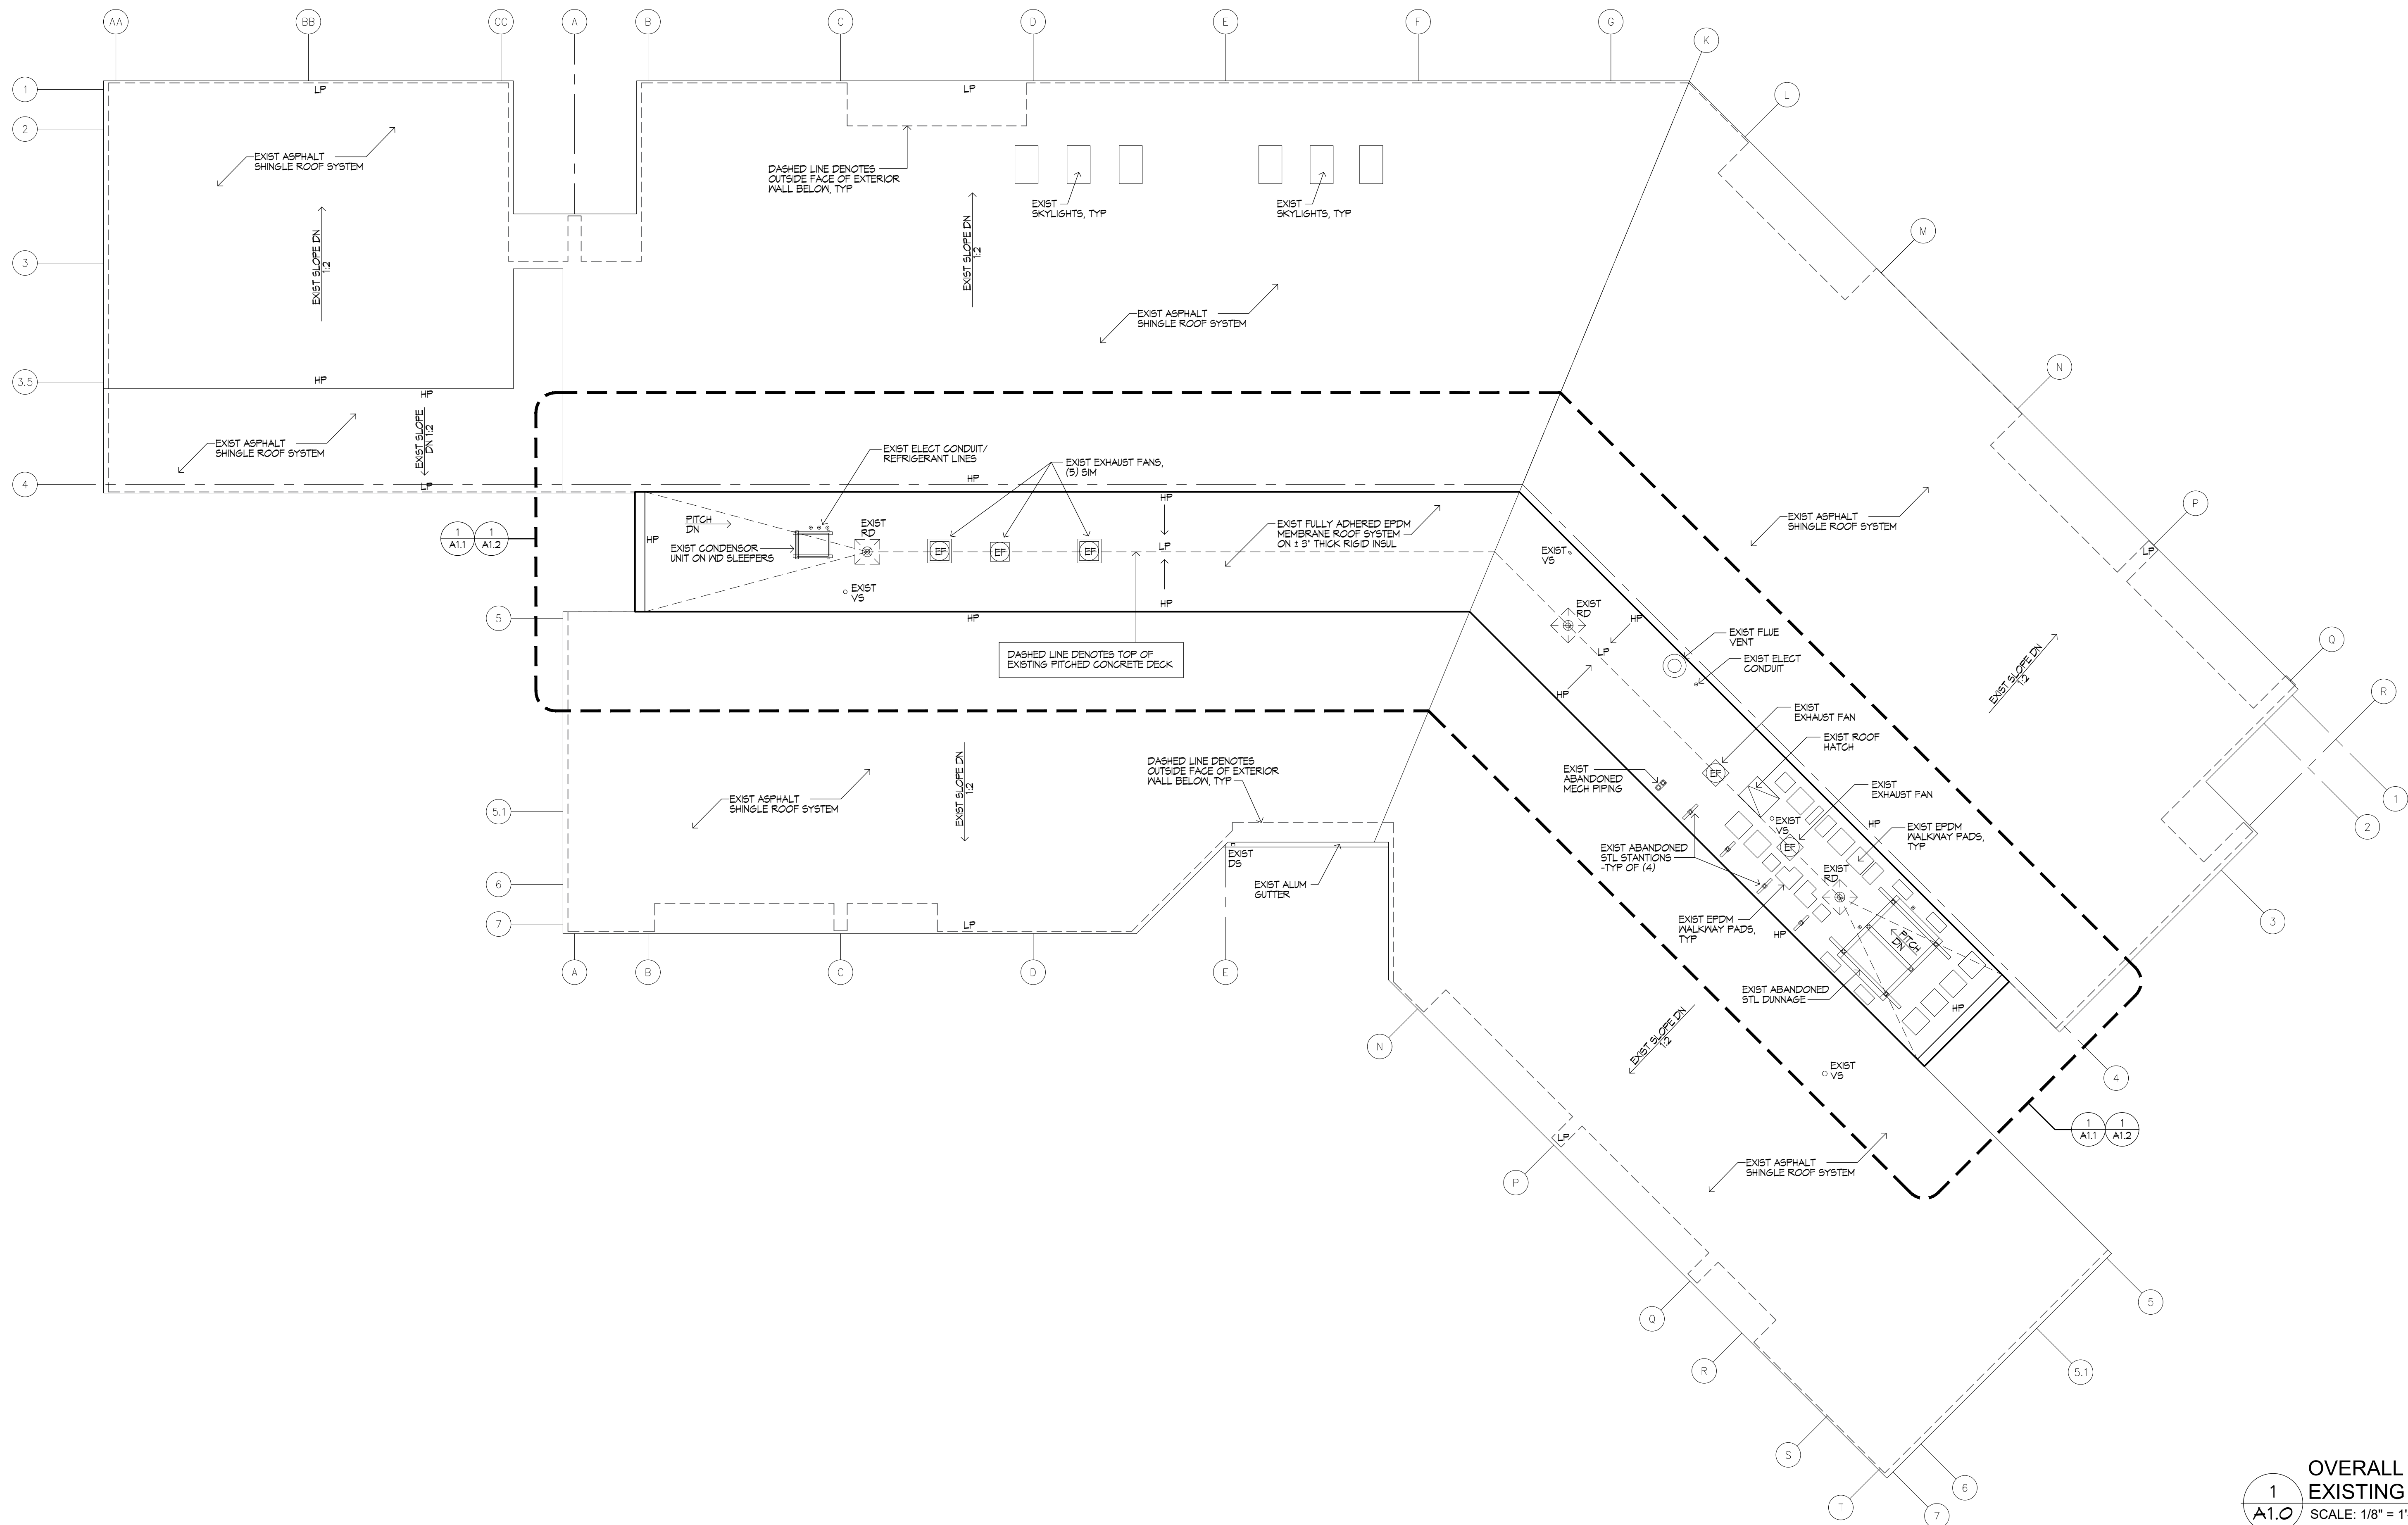 AA
BB
CC
A
B
C
D
E
F
G
K
L
M
N
P
Q
R
1
2
3
3.5
4
LP
EXIST ASPHALT
SHINGLE ROOF SYSTEM
EXIST SLOPE DN
1:2
HP
HP
EXIST ASPHALT
SHINGLE ROOF SYSTEM
EXIST SLOPE
DN 1:2
LP
LP
DASHED LINE DENOTES
OUTSIDE FACE OF EXTERIOR
WALL BELOW, TYP
EXIST SLOPE DN
1:2
EXIST
SKYLIGHTS, TYP
EXIST
SKYLIGHTS, TYP
EXIST ASPHALT
SHINGLE ROOF SYSTEM
1
A1.1
1
A1.2
HP
PITCH
DN
EXIST ELECT CONDUIT/
REFRIGERANT LINES
EXIST CONDENSOR
UNIT ON WD SLEEPERS
EXIST
RD
EXIST
VS
EXIST EXHAUST FANS,
(5) SIM
EF
EF
EF
HP
HP
LP
HP
HP
EXIST FULLY ADHERED EPDM
MEMBRANE ROOF SYSTEM
ON ± 3" THICK RIGID INSUL
DASHED LINE DENOTES TOP OF
EXISTING PITCHED CONCRETE DECK
EXIST
VS
EXIST
RD
HP
LP
HP
EXIST FLUE
VENT
EXIST ELECT
CONDUIT
EXIST
EXHAUST FAN
EF
EXIST ROOF
HATCH
EXIST
EXHAUST FAN
EXIST
VS
EF
HP
EXIST EPDM
WALKWAY PADS,
TYP
EXIST
ABANDONED
MECH PIPING
EXIST ABANDONED
STL STANTIONS
-TYP OF (4)
EXIST
RD
EXIST EPDM
WALKWAY PADS,
TYP
HP
PITCH
DN
EXIST ABANDONED
STL DUNNAGE
HP
EXIST ASPHALT
SHINGLE ROOF SYSTEM
LP
EXIST SLOPE DN
1:2
5
5.1
6
7
EXIST ASPHALT
SHINGLE ROOF SYSTEM
EXIST SLOPE DN
1:2
LP
DASHED LINE DENOTES
OUTSIDE FACE OF EXTERIOR
WALL BELOW, TYP
EXIST
DS
EXIST ALUM
GUTTER
A
B
C
D
E
EXIST SLOPE DN
1:2
EXIST
VS
LP
EXIST ASPHALT
SHINGLE ROOF SYSTEM
1
A1.1
1
A1.2
1
2
3
4
5
5.1
6
7
N
P
Q
R
S
T
1
A1.0
OVERALL
EXISTING
SCALE: 1/8" = 1'